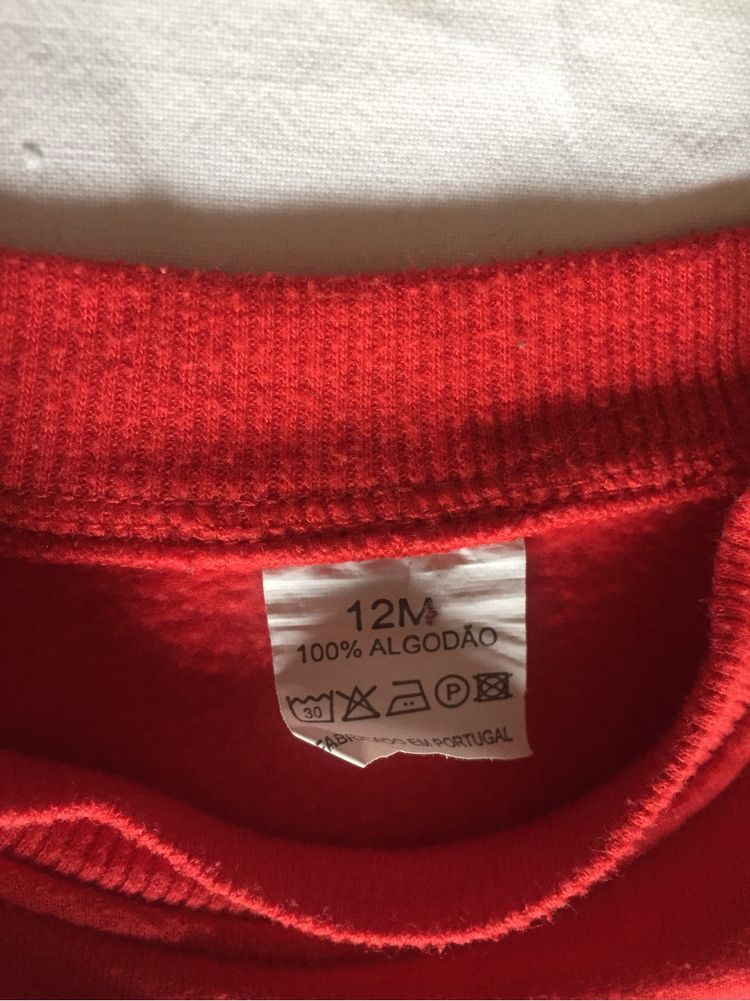 12M
100% ALGODÃO
30 P
FABRICADO EM PORTUGAL